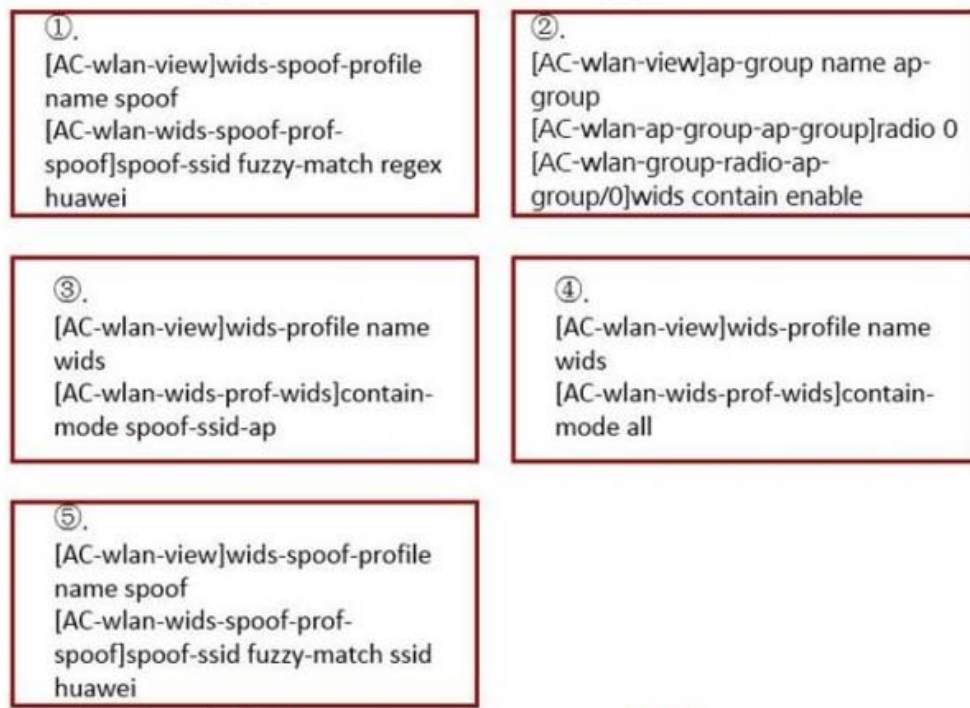 ①.
[AC-wlan-view]wids-spoof-profile
name spoof
[AC-wlan-wids-spoof-prof-
spoof]spoof-ssid fuzzy-match regex
huawei
②.
[AC-wlan-view]ap-group name ap-
group
[AC-wlan-ap-group-ap-group]radio 0
[AC-wlan-group-radio-ap-
group/0]wids contain enable
③.
[AC-wlan-view]wids-profile name
wids
[AC-wlan-wids-prof-wids]contain-
mode spoof-ssid-ap
④.
[AC-wlan-view]wids-profile name
wids
[AC-wlan-wids-prof-wids]contain-
mode all
⑤.
[AC-wlan-view]wids-spoof-profile
name spoof
[AC-wlan-wids-spoof-prof-
spoof]spoof-ssid fuzzy-match ssid
huawei